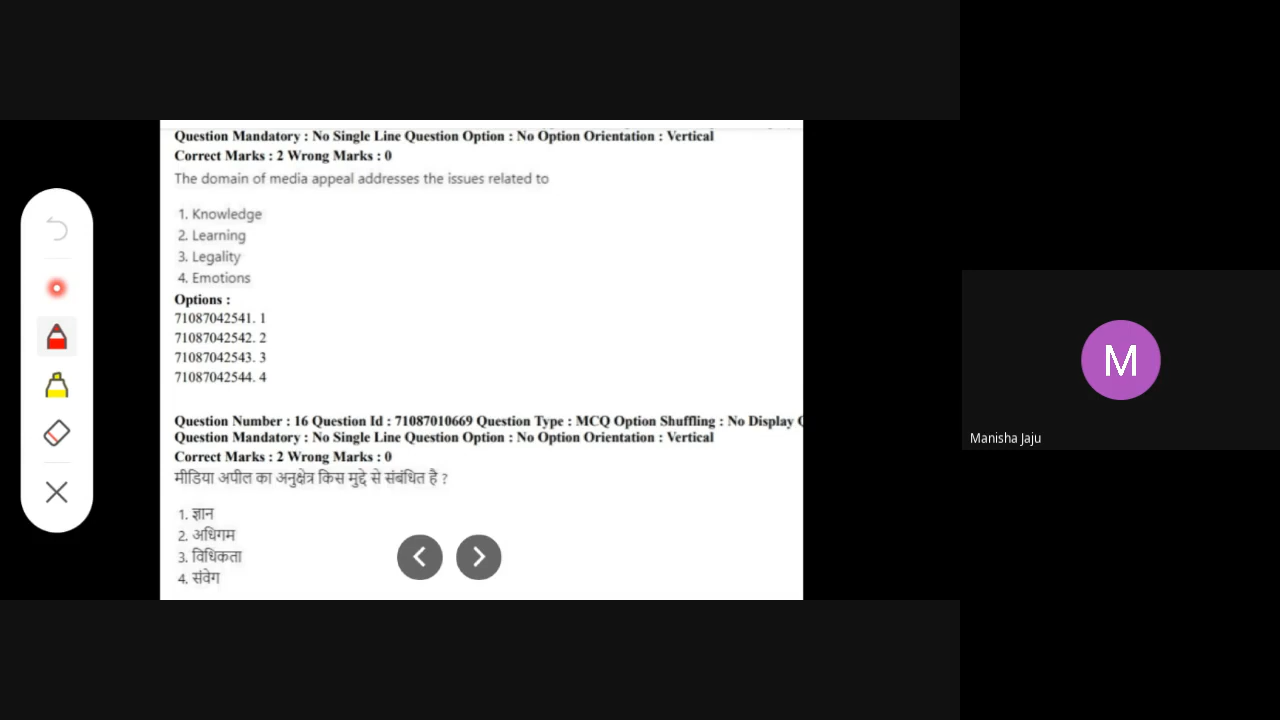 Question Mandatory : No Single Line Question Option : No Option Orientation : Vertical
Correct Marks : 2 Wrong Marks : 0
The domain of media appeal addresses the issues related to
1. Knowledge
2. Learning
3. Legality
4. Emotions
Options :
71087042541. 1
71087042542. 2
71087042543. 3
71087042544. 4
Question Number : 16 Question Id : 71087010669 Question Type : MCQ Option Shuffling : No Display
Question Mandatory : No Single Line Question Option : No Option Orientation : Vertical
Correct Marks : 2 Wrong Marks : 0
मीडिया अपील का अनुक्षेत्र किस मुद्दे से संबंधित है ?
1. ज्ञान
2. अधिगम
3. विधिकता
4. संवेग
M
Manisha Jaju